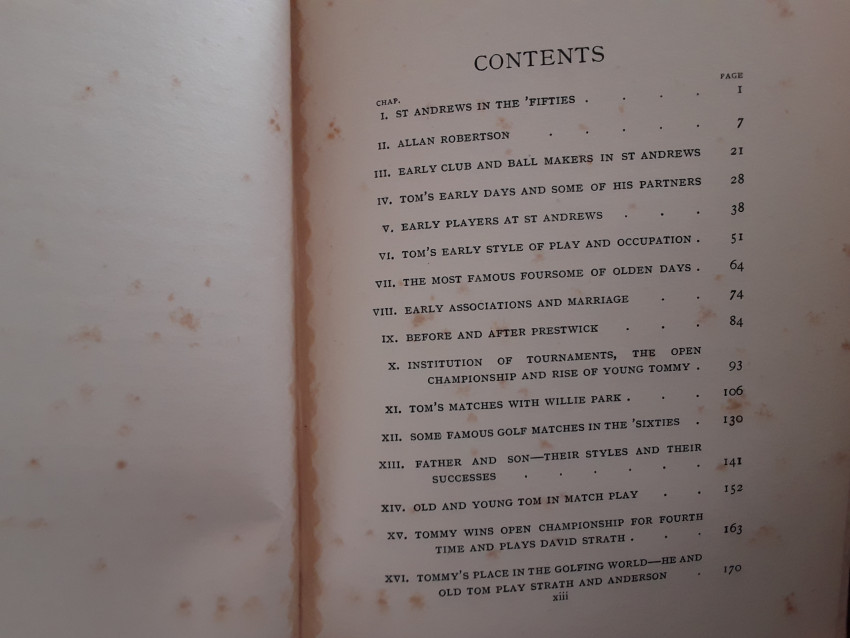 CONTENTS
CHAP. PAGE
I. ST ANDREWS IN THE 'FIFTIES . . . . 1
II. ALLAN ROBERTSON . . . . . 7
III. EARLY CLUB AND BALL MAKERS IN ST ANDREWS 21
IV. TOM'S EARLY DAYS AND SOME OF HIS PARTNERS 28
V. EARLY PLAYERS AT ST ANDREWS . . . 38
VI. TOM'S EARLY STYLE OF PLAY AND OCCUPATION . 51
VII. THE MOST FAMOUS FOURSOME OF OLDEN DAYS . 64
VIII. EARLY ASSOCIATIONS AND MARRIAGE . . 74
IX. BEFORE AND AFTER PRESTWICK . . . 84
X. INSTITUTION OF TOURNAMENTS, THE OPEN
CHAMPIONSHIP AND RISE OF YOUNG TOMMY . 93
XI. TOM'S MATCHES WITH WILLIE PARK . . . 106
XII. SOME FAMOUS GOLF MATCHES IN THE 'SIXTIES . 130
XIII. FATHER AND SON—THEIR STYLES AND THEIR
SUCCESSES . . . . . . 141
XIV. OLD AND YOUNG TOM IN MATCH PLAY . . 152
XV. TOMMY WINS OPEN CHAMPIONSHIP FOR FOURTH
TIME AND PLAYS DAVID STRATH . . . 163
XVI. TOMMY'S PLACE IN THE GOLFING WORLD—HE AND
OLD TOM PLAY STRATH AND ANDERSON . 170
xiii